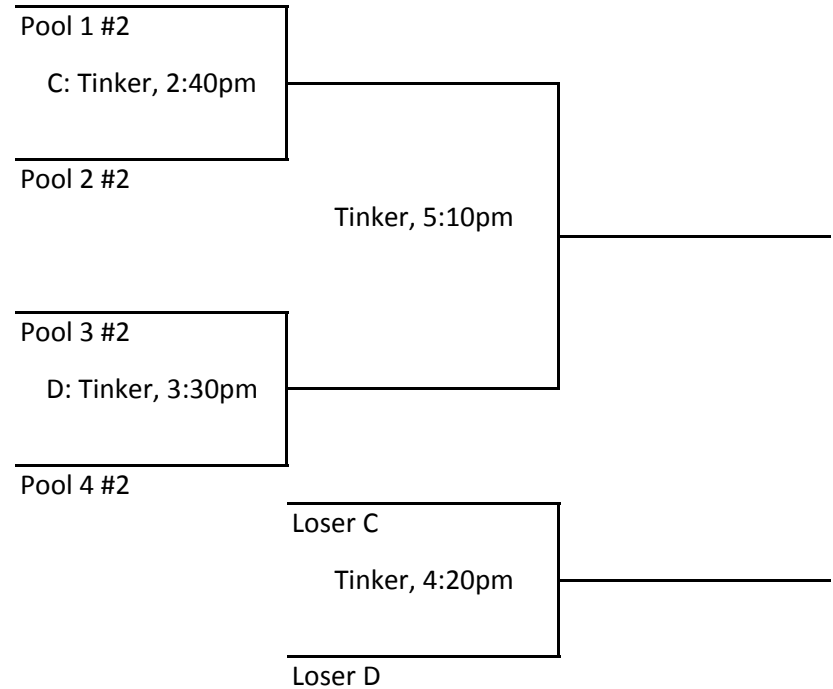 Pool 1 #2
C: Tinker, 2:40pm
Pool 2 #2
Tinker, 5:10pm
Pool 3 #2
D: Tinker, 3:30pm
Pool 4 #2
Loser C
Tinker, 4:20pm
Loser D